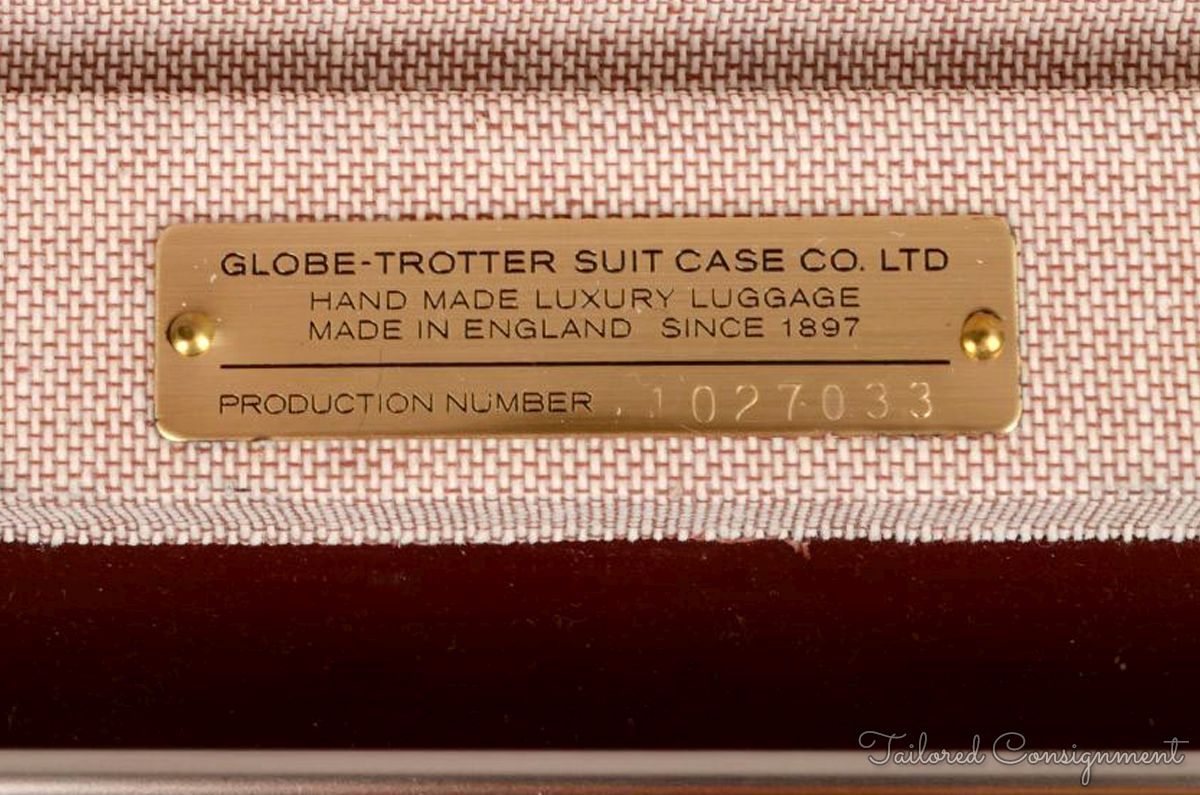 GLOBE-TROTTER SUIT CASE CO. LTD
HAND MADE LUXURY LUGGAGE
MADE IN ENGLAND SINCE 1897
PRODUCTION NUMBER 1027033
Tailored Consignment